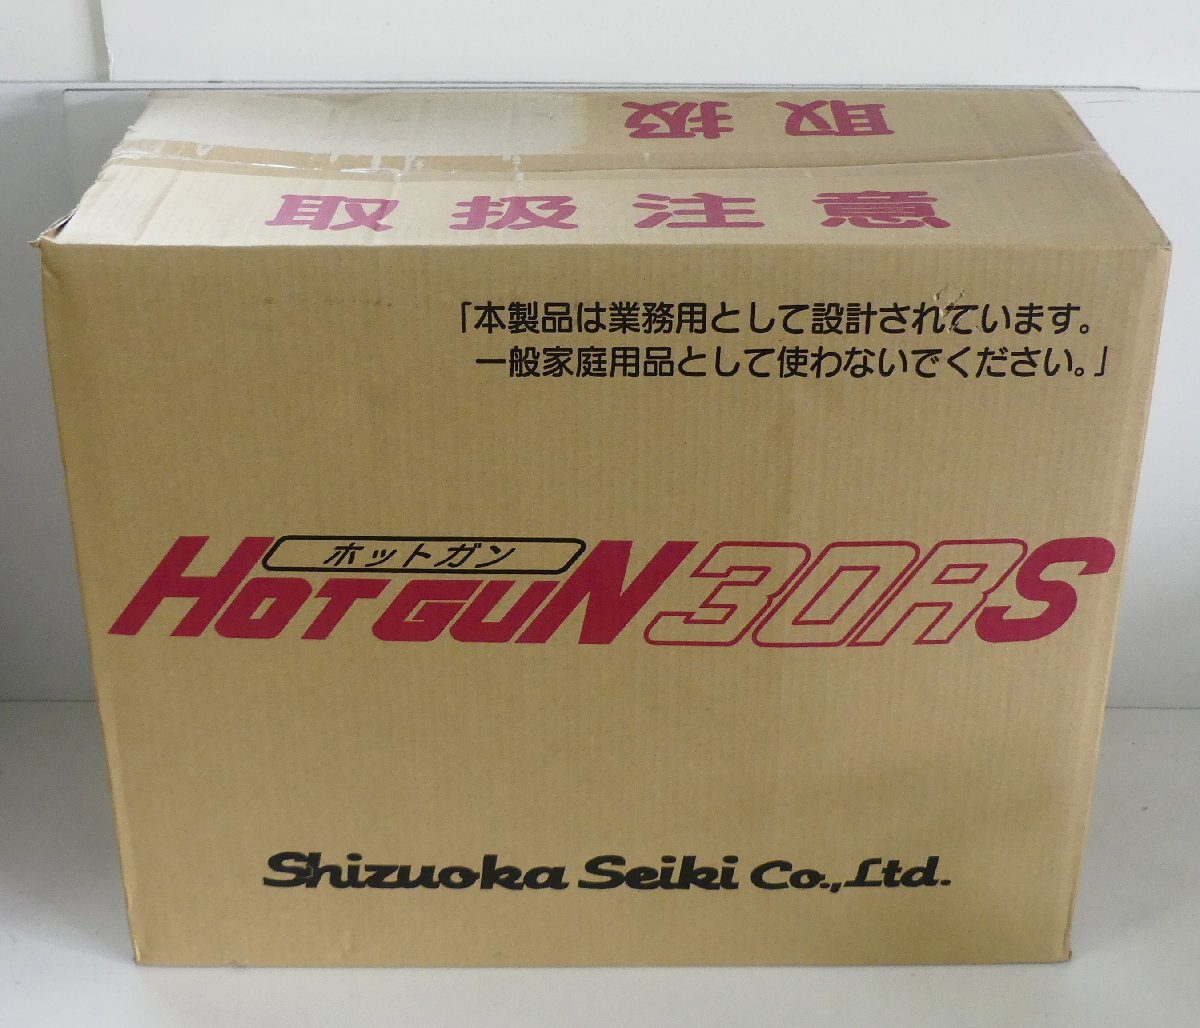 取扱
取扱注意
「本製品は業務用として設計されています。
一般家庭用品として使わないでください。」
ホットガン
HOTGUN 30RS
Shizuoka Seiki Co.,Ltd.